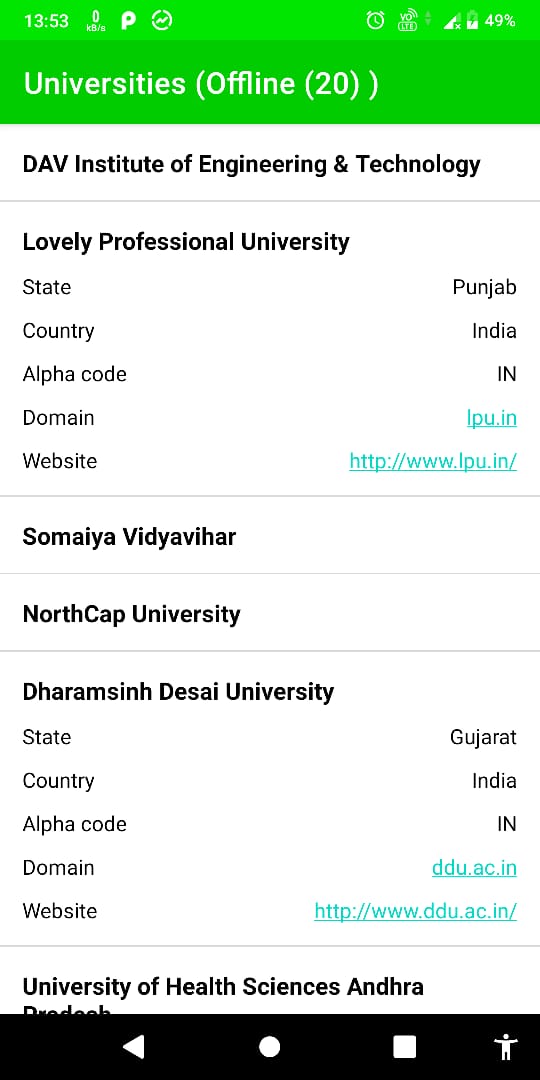 13:53 0 kB/s P VO LTE 49%
Universities (Offline (20) )
DAV Institute of Engineering & Technology
Lovely Professional University
State Punjab
Country India
Alpha code IN
Domain lpu.in
Website http://www.lpu.in/
Somaiya Vidyavihar
NorthCap University
Dharamsinh Desai University
State Gujarat
Country India
Alpha code IN
Domain ddu.ac.in
Website http://www.ddu.ac.in/
University of Health Sciences Andhra
Pradesh